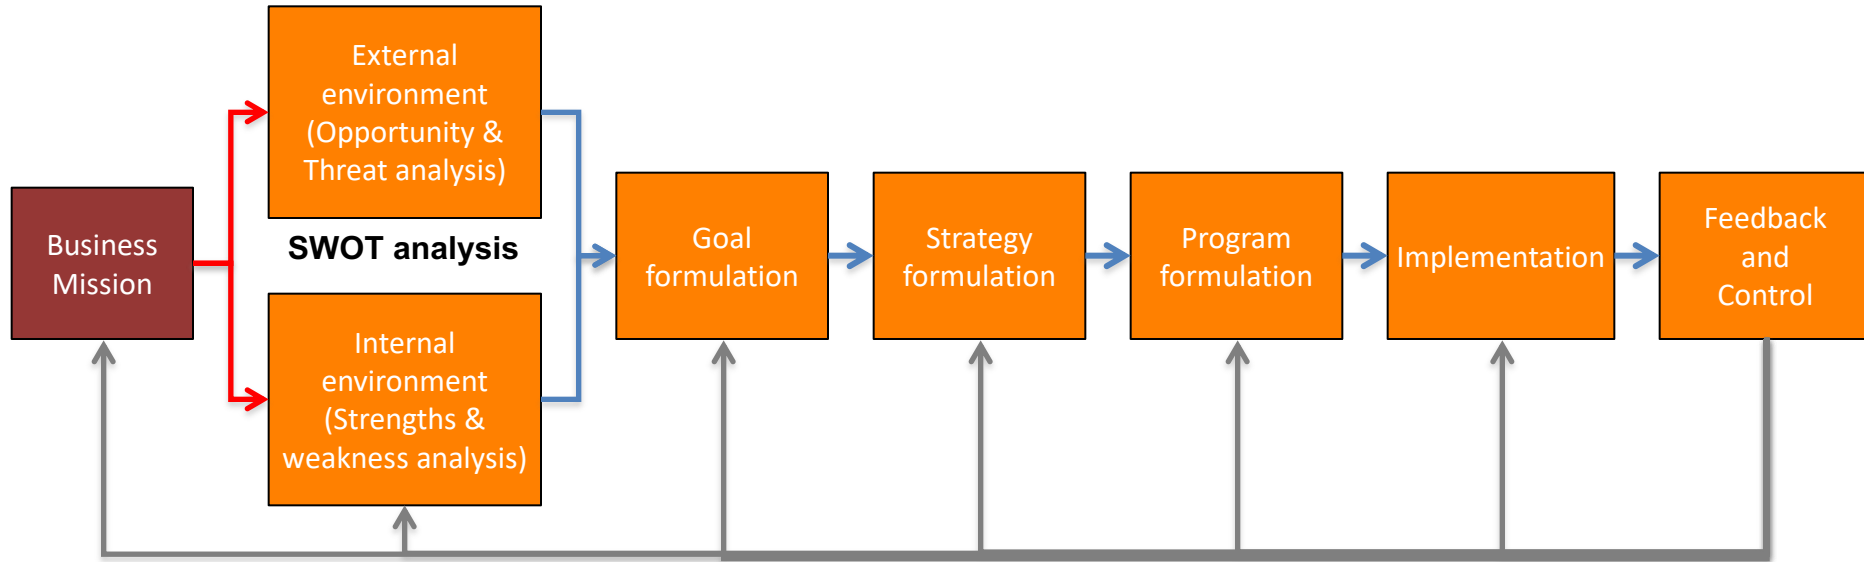 Business
Mission
External
environment
(Opportunity &
Threat analysis)
SWOT analysis
Internal
environment
(Strengths &
weakness analysis)
Goal
formulation
Strategy
formulation
Program
formulation
Implementation
Feedback
and
Control